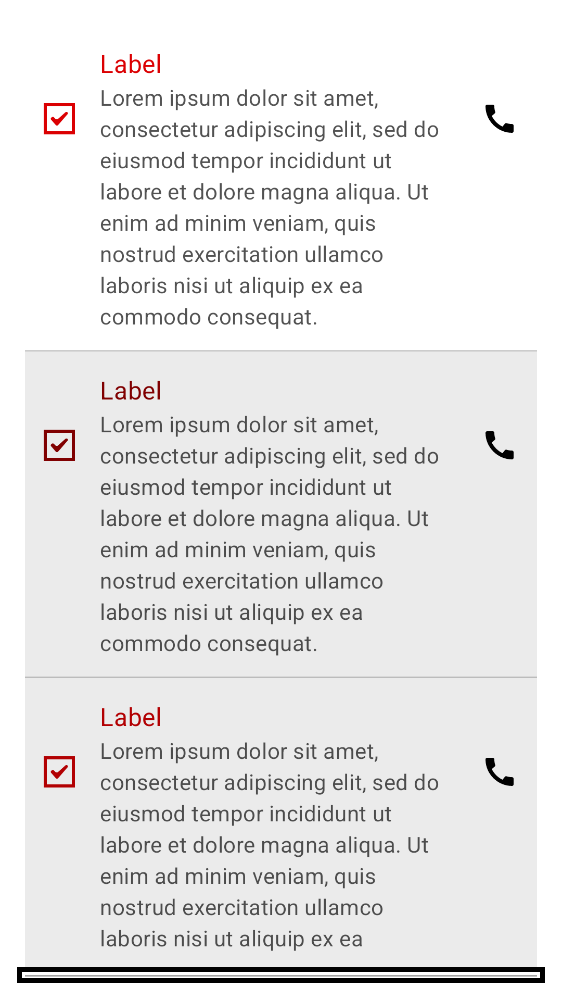 Label
Lorem ipsum dolor sit amet,
consectetur adipiscing elit, sed do
eiusmod tempor incididunt ut
labore et dolore magna aliqua. Ut
enim ad minim veniam, quis
nostrud exercitation ullamco
laboris nisi ut aliquip ex ea
commodo consequat.
Label
Lorem ipsum dolor sit amet,
consectetur adipiscing elit, sed do
eiusmod tempor incididunt ut
labore et dolore magna aliqua. Ut
enim ad minim veniam, quis
nostrud exercitation ullamco
laboris nisi ut aliquip ex ea
commodo consequat.
Label
Lorem ipsum dolor sit amet,
consectetur adipiscing elit, sed do
eiusmod tempor incididunt ut
labore et dolore magna aliqua. Ut
enim ad minim veniam, quis
nostrud exercitation ullamco
laboris nisi ut aliquip ex ea